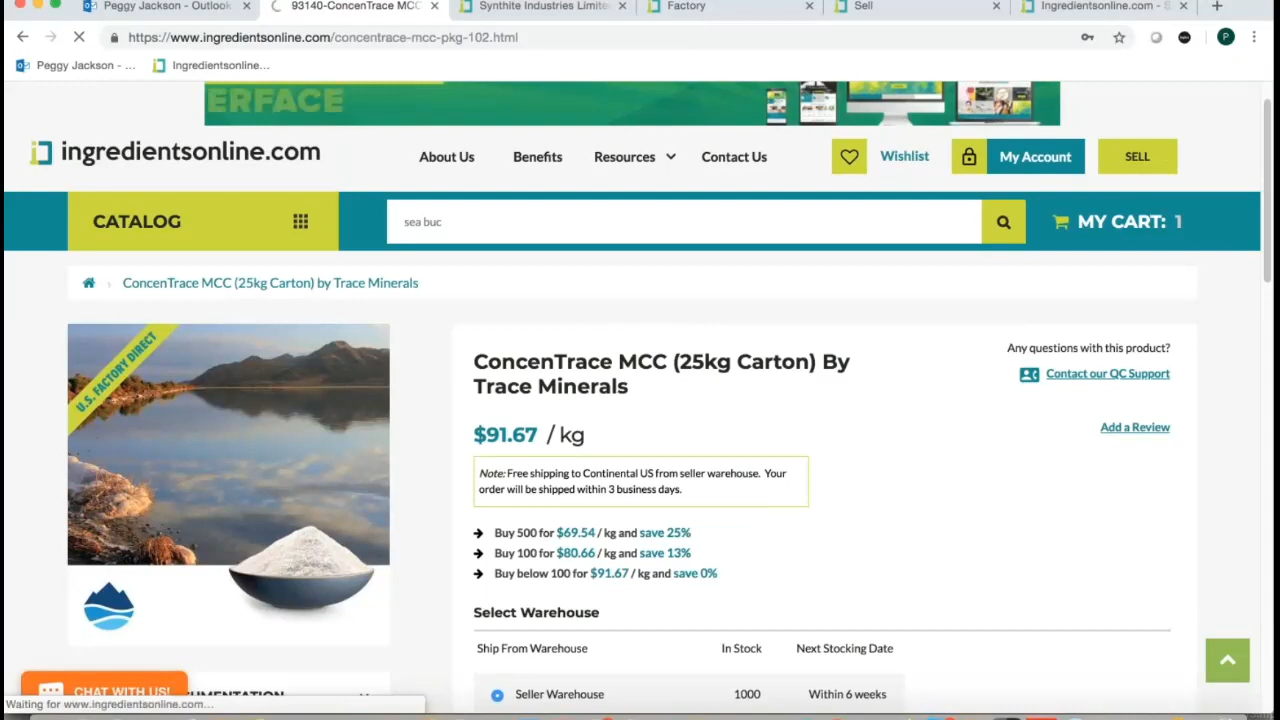 Peggy Jackson - Outlook
93140-ConcenTrace MCC
Synthite Industries Limite
Factory
Sell
Ingredientsonline.com - S
https://www.ingredientsonline.com/concentrace-mcc-pkg-102.html
P
Peggy Jackson - ...
Ingredientsonline...
ERFACE
ingredientsonline.com
About Us
Benefits
Resources
Contact Us
Wishlist
My Account
SELL
CATALOG
sea buc
MY CART: 1
ConcenTrace MCC (25kg Carton) by Trace Minerals
U.S. FACTORY DIRECT
ConcenTrace MCC (25kg Carton) By
Trace Minerals
Any questions with this product?
Contact our QC Support
Add a Review
$91.67 / kg
Note: Free shipping to Continental US from seller warehouse. Your
order will be shipped within 3 business days.
Buy 500 for $69.54 / kg and save 25%
Buy 100 for $80.66 / kg and save 13%
Buy below 100 for $91.67 / kg and save 0%
Select Warehouse
Ship From Warehouse In Stock Next Stocking Date
Seller Warehouse 1000 Within 6 weeks
CHAT WITH US!
Waiting for www.ingredientsonline.com...